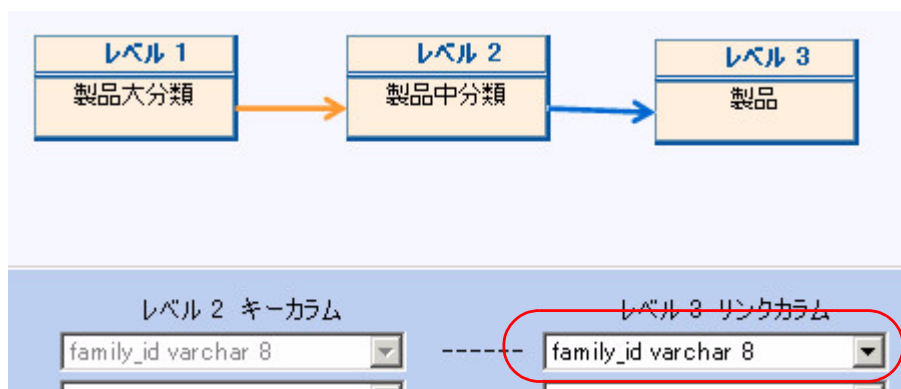 レベル 1
製品大分類
レベル 2
製品中分類
レベル 3
製品
レベル 2 キーカラム
レベル 3 リンクカラム
family_id varchar 8
------
family_id varchar 8